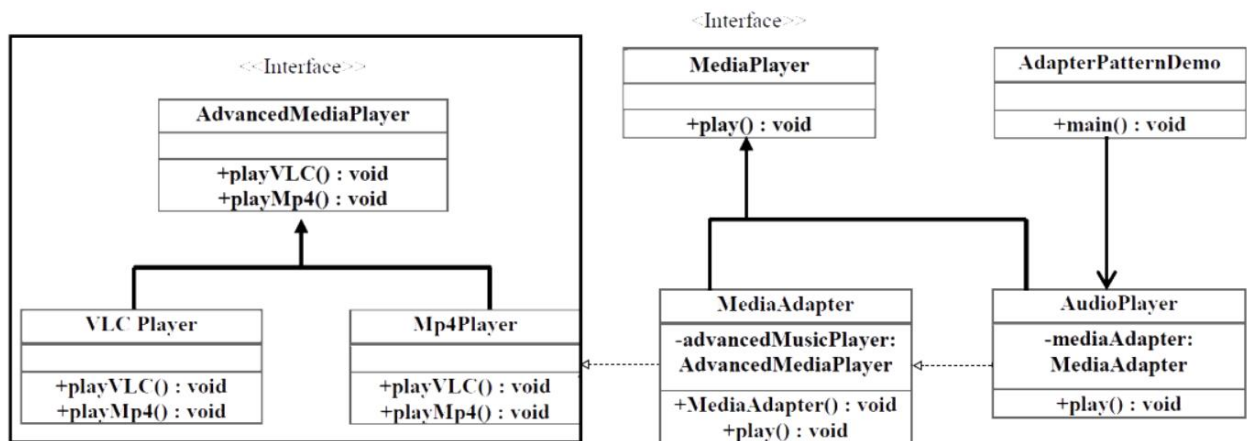 <<Interface>>
AdvancedMediaPlayer
+playVLC() : void
+playMp4() : void
VLC Player
+playVLC() : void
+playMp4() : void
Mp4Player
+playVLC() : void
+playMp4() : void
<Interface>>
MediaPlayer
+play() : void
AdapterPatternDemo
+main() : void
MediaAdapter
-advancedMusicPlayer:
AdvancedMediaPlayer
+MediaAdapter() : void
+play() : void
AudioPlayer
-mediaAdapter:
MediaAdapter
+play() : void